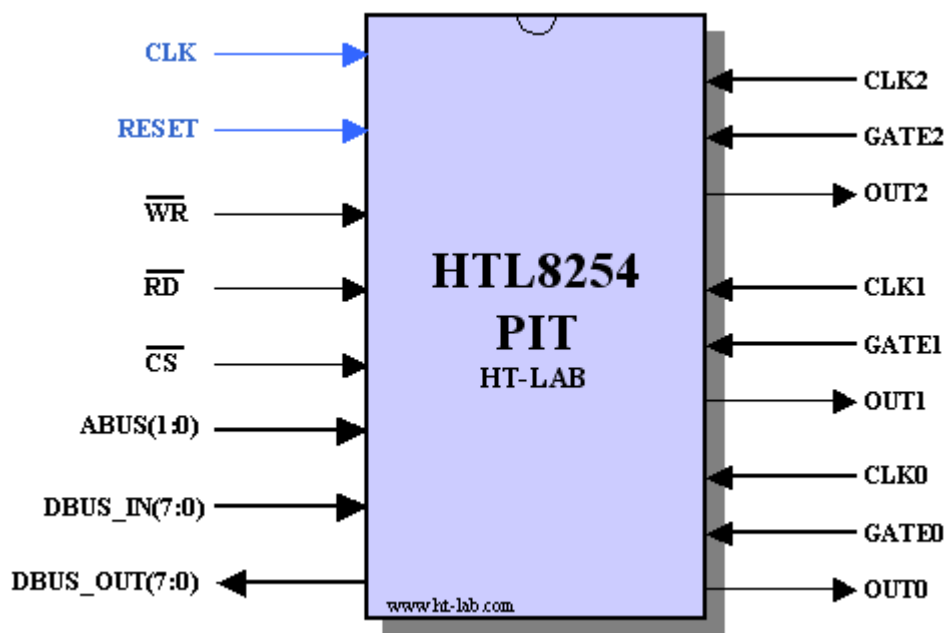 CLK
RESET
WR
RD
CS
ABUS(1:0)
DBUS_IN(7:0)
DBUS_OUT(7:0)
HTL8254
PIT
HT-LAB
www.ht-lab.com
CLK2
GATE2
OUT2
CLK1
GATE1
OUT1
CLK0
GATE0
OUT0